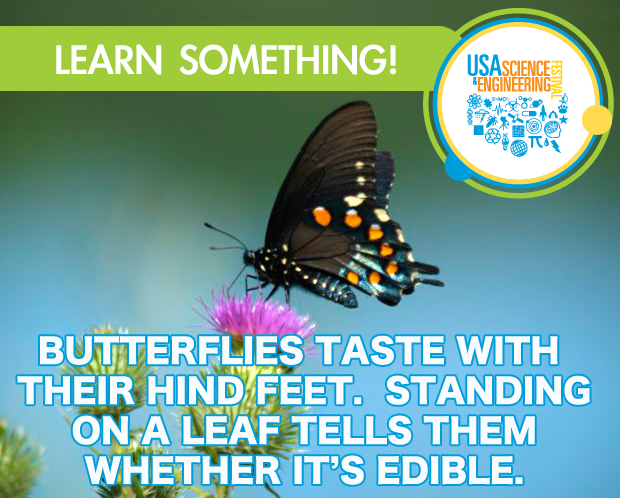 LEARN SOMETHING!
USA SCIENCE
& ENGINEERING
FESTIVAL
E=MC²
π
BUTTERFLIES TASTE WITH
THEIR HIND FEET. STANDING
ON A LEAF TELLS THEM
WHETHER IT'S EDIBLE.